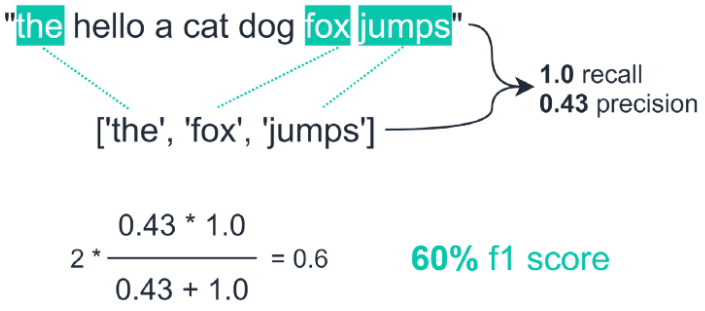 "the hello a cat dog fox jumps"
1.0 recall
0.43 precision
['the', 'fox', 'jumps']
0.43 * 1.0
2 * = 0.6
0.43 + 1.0
60% f1 score